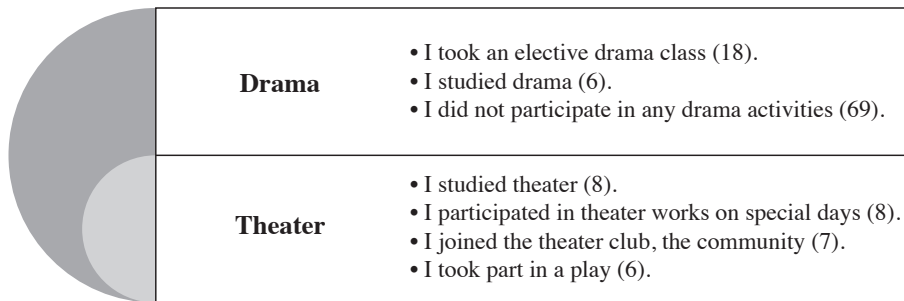 Drama
• I took an elective drama class (18).
• I studied drama (6).
• I did not participate in any drama activities (69).
Theater
• I studied theater (8).
• I participated in theater works on special days (8).
• I joined the theater club, the community (7).
• I took part in a play (6).